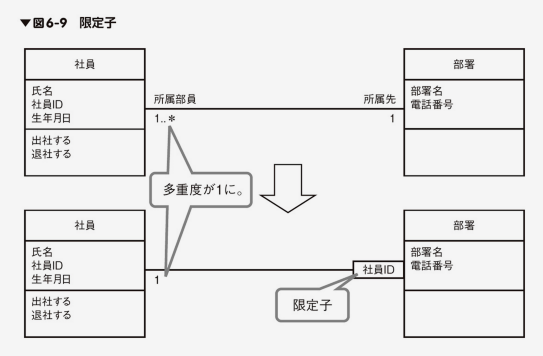 ▼図6-9 限定子
社員
氏名
社員ID
生年月日
出社する
退社する
所属部員
1..＊
所属先
1
部署
部署名
電話番号
多重度が1に。
社員
氏名
社員ID
生年月日
出社する
退社する
1
社員ID
限定子
部署
部署名
電話番号